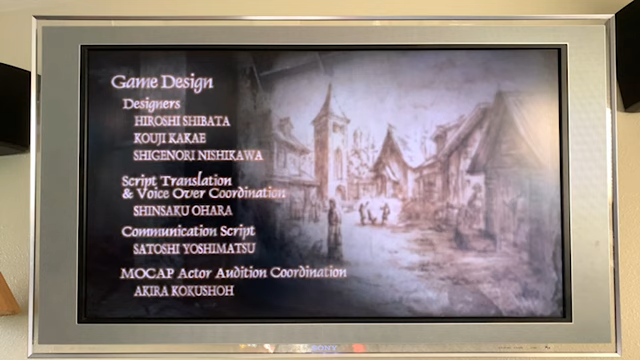 Game Design
Designers
HIROSHI SHIBATA
KOUJI KAKAE
SHIGENORI NISHIKAWA
Script Translation
& Voice Over Coordination
SHINSAKU OHARA
Communication Script
SATOSHI YOSHIMATSU
MOCAP Actor Audition Coordination
AKIRA KOKUSHOH
SONY